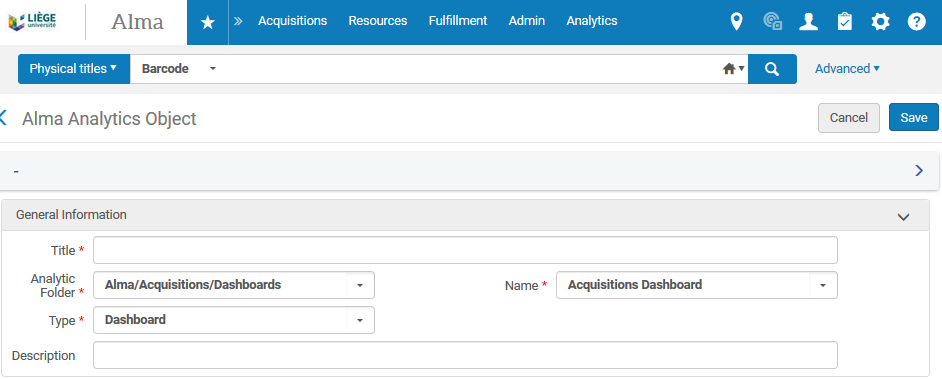 LIÈGE
université
Alma
Acquisitions Resources Fulfillment Admin Analytics
Physical titles Barcode Advanced
Alma Analytics Object Cancel Save
-
General Information
Title *
Analytic
Folder * Alma/Acquisitions/Dashboards Name * Acquisitions Dashboard
Type * Dashboard
Description